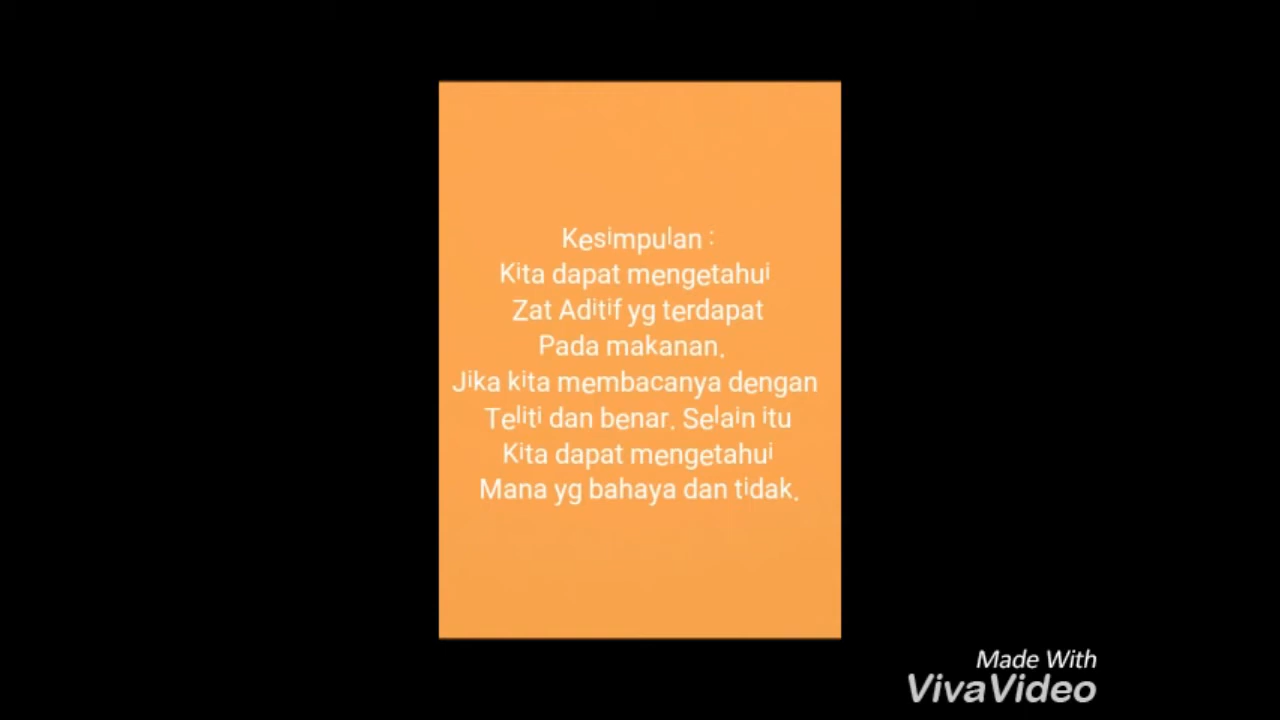 Kesimpulan :
Kita dapat mengetahui
Zat Aditif yg terdapat
Pada makanan.
Jika kita membacanya dengan
Teliti dan benar. Selain itu
Kita dapat mengetahui
Mana yg bahaya dan tidak.
Made With
VivaVideo